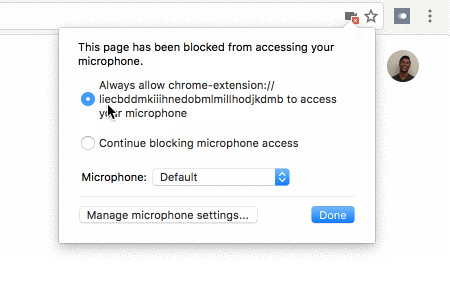 This page has been blocked from accessing your
microphone.
Always allow chrome-extension://
liecbddmkiiihnedobmlmillhodjkdmb to access
your microphone
Continue blocking microphone access
Microphone:
Default
Manage microphone settings...
Done